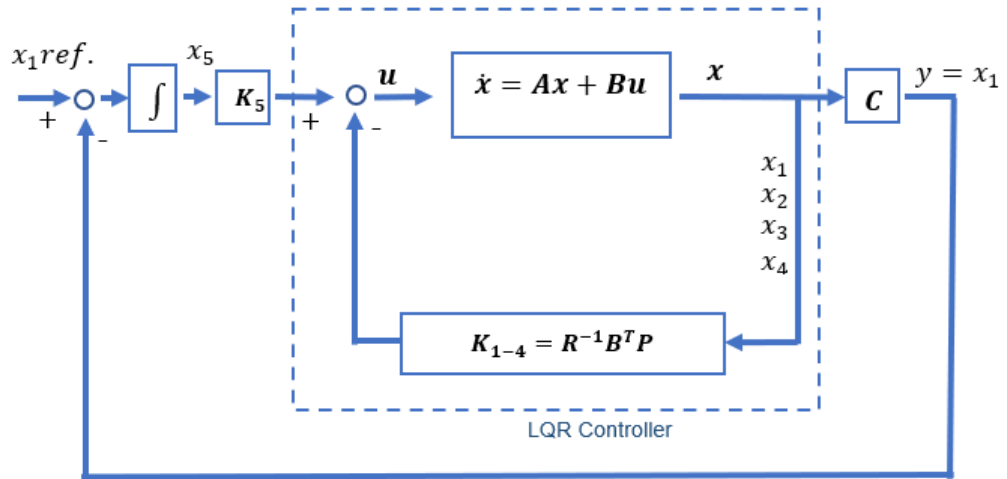 x₁ref.
+
-
∫
x₅
K₅
+
-
u
ẋ = Ax + Bu
x
C
y = x₁
x₁
x₂
x₃
x₄
K₁₋₄ = R⁻¹BᵀP
LQR Controller